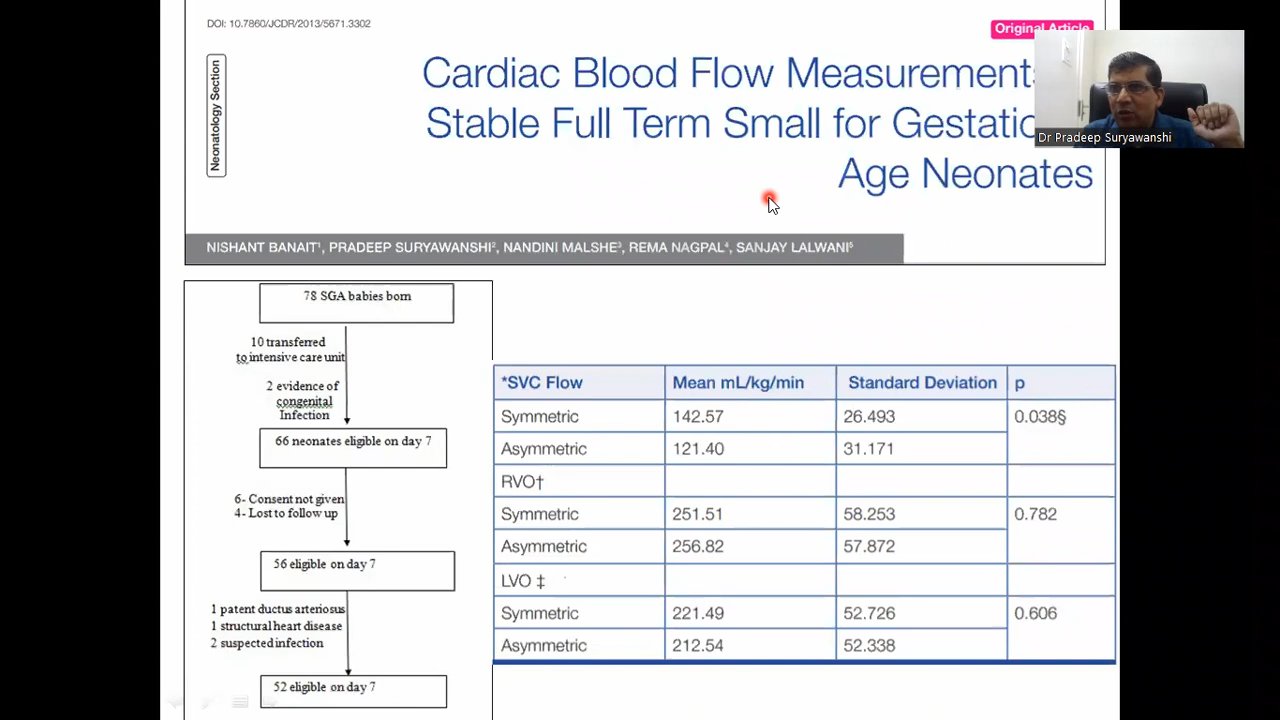 DOI: 10.7860/JCDR/2013/5671.3302
Original Article
Neonatology Section
Cardiac Blood Flow Measurements
Stable Full Term Small for
Age Neonates
Dr Pradeep Suryawanshi
NISHANT BANAIT¹, PRADEEP SURYAWANSHI², NANDINI MALSHE³, REMA NAGPAL⁴, SANJAY LALWANI⁵
78 SGA babies born
10 transferred
to intensive care unit
2 evidence of
congenital
Infection
66 neonates eligible on day 7
6- Consent not given
4- Lost to follow up
56 eligible on day 7
1 patent ductus arteriosus
1 structural heart disease
2 suspected infection
52 eligible on day 7
*SVC Flow Mean mL/kg/min Standard Deviation p
Symmetric 142.57 26.493 0.038§
Asymmetric 121.40 31.171
RVO†
Symmetric 251.51 58.253 0.782
Asymmetric 256.82 57.872
LVO ‡
Symmetric 221.49 52.726 0.606
Asymmetric 212.54 52.338